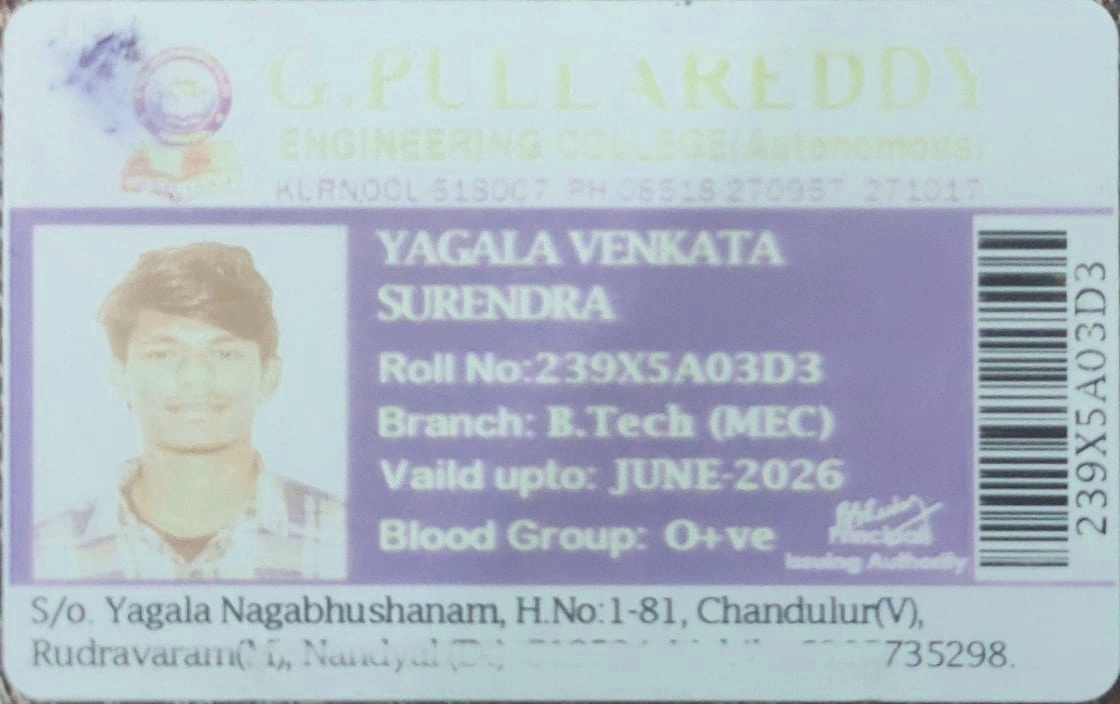 G.PULLAREDDY
ENGINEERING COLLEGE(Autonomous)
KURNOOL-518007 PH 08518-270957 271017
YAGALA VENKATA
SURENDRA
Roll No:239X5A03D3
Branch: B.Tech (MEC)
Vaild upto: JUNE-2026
Blood Group: O+ve
Principal
Issuing Authority
239X5A03D3
S/o. Yagala Nagabhushanam, H.No:1-81, Chandulur(V),
Rudravaram(M), Nandyal (Dt), 735298.